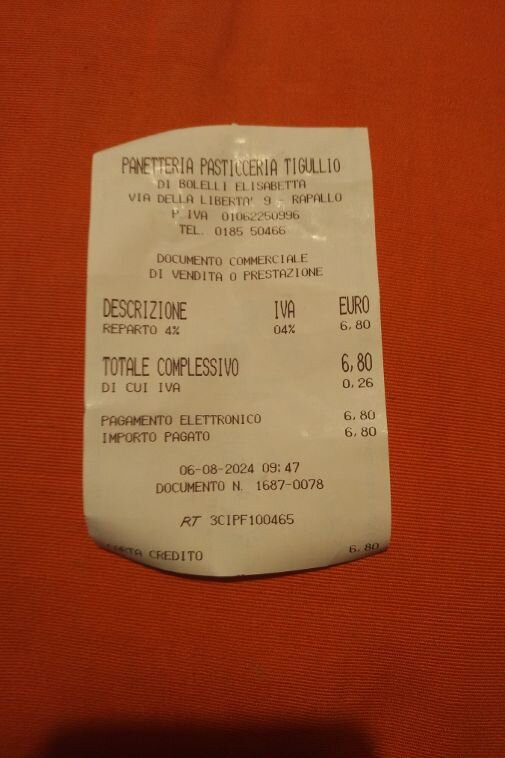 PANETTERIA PASTICCERIA TIGULLIO
DI BOLELLI ELISABETTA
VIA DELLA LIBERTA' 9 - RAPALLO
P.IVA 01062250996
TEL. 0185 50466
DOCUMENTO COMMERCIALE
DI VENDITA O PRESTAZIONE
DESCRIZIONE IVA EURO
REPARTO 4% 04% 6,80
TOTALE COMPLESSIVO 6,80
DI CUI IVA 0,26
PAGAMENTO ELETTRONICO 6,80
IMPORTO PAGATO 6,80
06-08-2024 09:47
DOCUMENTO N. 1687-0078
RT 3CIPF100465
CARTA CREDITO 6,80